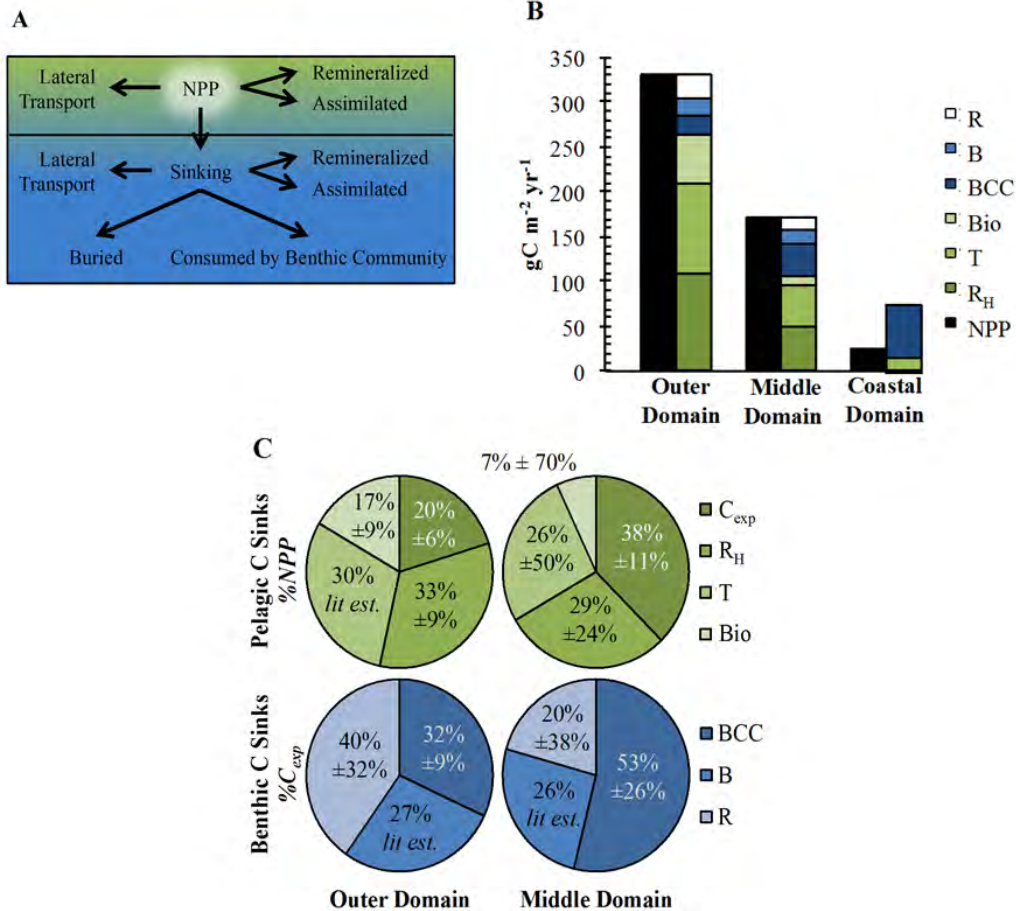 A
Lateral
Transport
NPP
Remineralized
Assimilated
Lateral
Transport
Sinking
Remineralized
Assimilated
Buried
Consumed by Benthic Community
B
gC m⁻² yr⁻¹
350
300
250
200
150
100
50
0
Outer
Domain
Middle
Domain
Coastal
Domain
R
B
BCC
Bio
T
R_H
NPP
C
Pelagic C Sinks
%NPP
17%
±9%
20%
±6%
30%
lit est.
33%
±9%
7% ± 70%
26%
±50%
38%
±11%
29%
±24%
C_exp
R_H
T
Bio
Benthic C Sinks
%C_exp
40%
±32%
32%
±9%
27%
lit est.
20%
±38%
53%
±26%
26%
lit est.
BCC
B
R
Outer Domain
Middle Domain